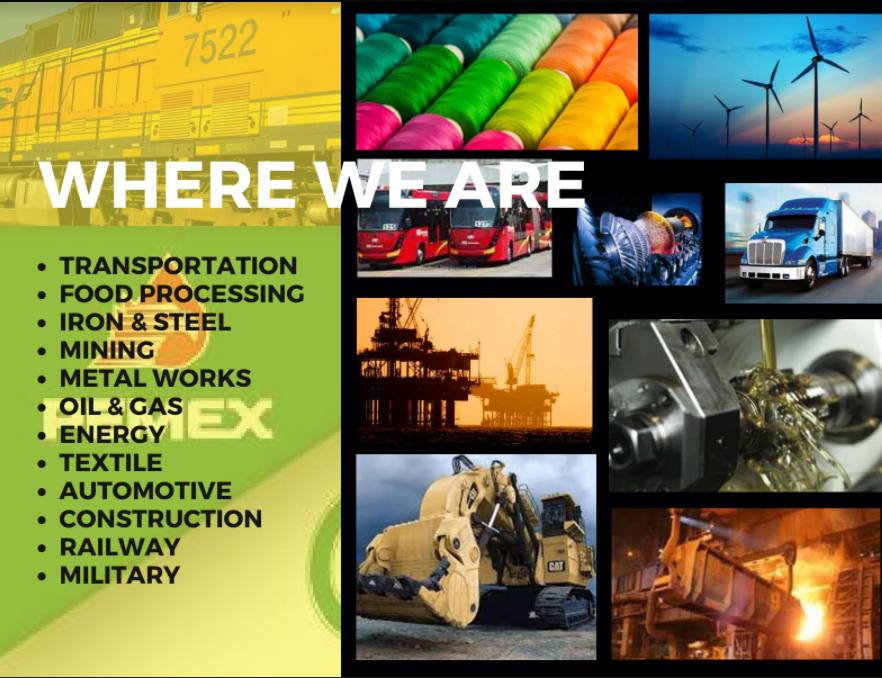 7522
WHERE WE ARE
• TRANSPORTATION
• FOOD PROCESSING
• IRON & STEEL
• MINING
• METAL WORKS
• OIL & GAS
• ENERGY
• TEXTILE
• AUTOMOTIVE
• CONSTRUCTION
• RAILWAY
• MILITARY
PEMEX
CAT